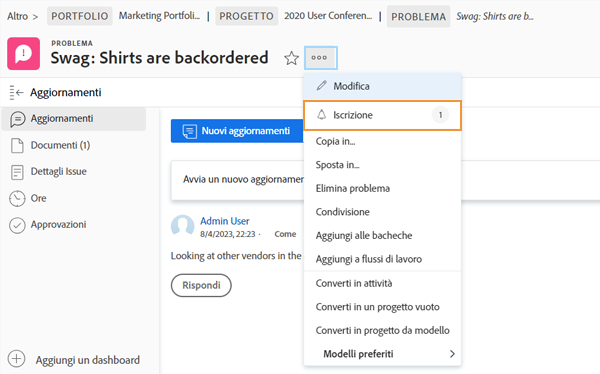 Altro > PORTFOLIO Marketing Portfoli... > PROGETTO > 2020 User Conferen... > PROBLEMA > Swag: Shirts are b...
PROBLEMA
Swag: Shirts are backordered
Aggiornamenti
Aggiornamenti
Documenti (1)
Dettagli Issue
Ore
Approvazioni
Aggiungi un dashboard
Nuovi aggiornamenti
Avvia un nuovo aggiornamen
Admin User
8/4/2023, 22:23 · Come
Looking at other vendors in the
Rispondi
Modifica
Iscrizione 1
Copia in...
Sposta in...
Elimina problema
Condivisione
Aggiungi alle bacheche
Aggiungi a flussi di lavoro
Converti in attività
Converti in un progetto vuoto
Converti in progetto da modello
Modelli preferiti >